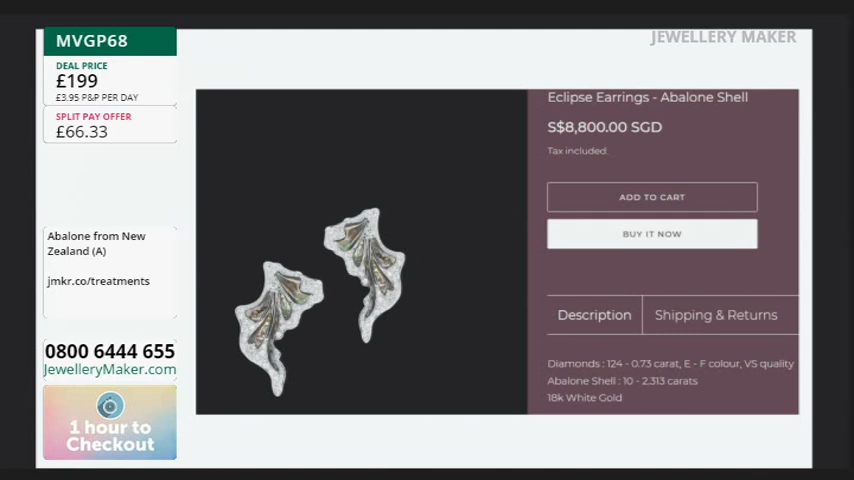 MVGP68
DEAL PRICE
£199
£3.95 P&P PER DAY
SPLIT PAY OFFER
£66.33
Abalone from New
Zealand (A)
jmkr.co/treatments
0800 6444 655
JewelleryMaker.com
1 hour to
Checkout
JEWELLERY MAKER
Eclipse Earrings - Abalone Shell
S$8,800.00 SGD
Tax included.
ADD TO CART
BUY IT NOW
Description
Shipping & Returns
Diamonds : 124 - 0.73 carat, E - F colour, VS quality
Abalone Shell : 10 - 2.313 carats
18k White Gold